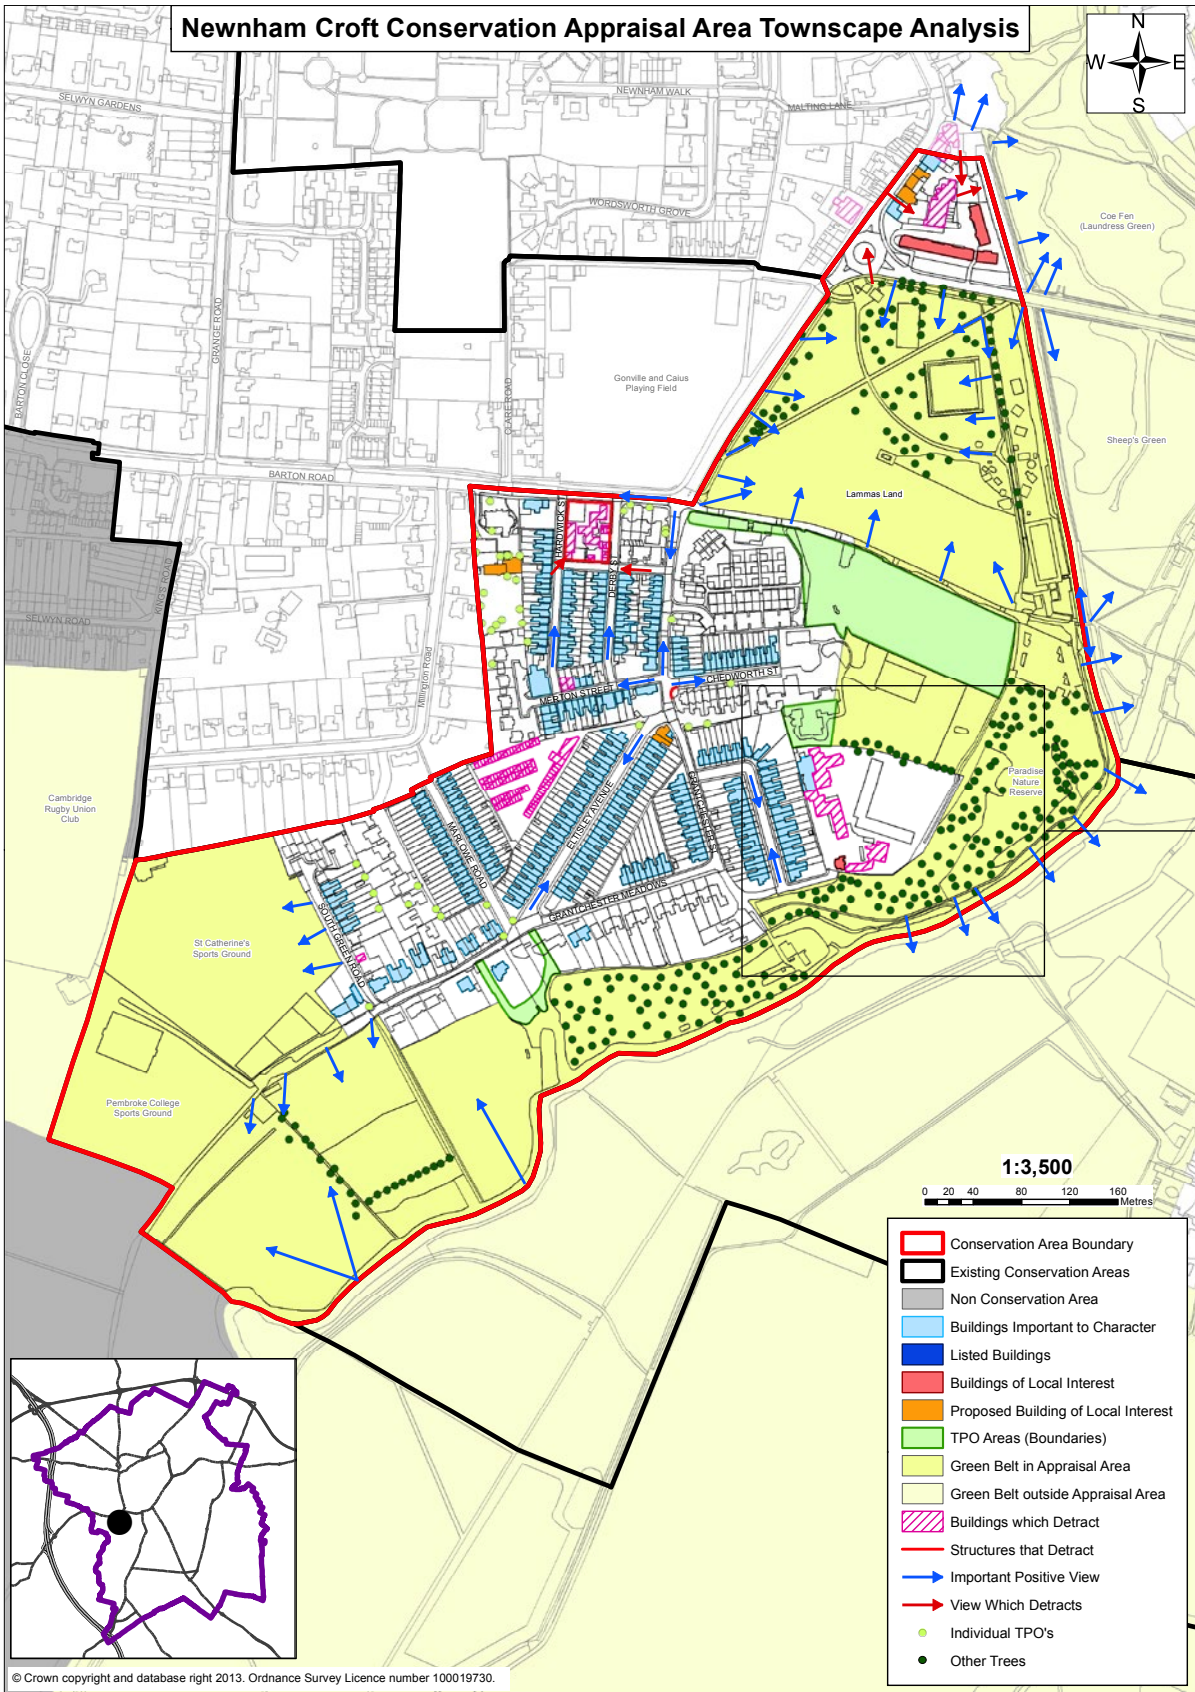 Newnham Croft Conservation Appraisal Area Townscape Analysis
N
W
E
S
SELWYN GARDENS
NEWNHAM WALK
MALTING LANE
WORDSWORTH GROVE
Coe Fen
(Laundress Green)
GRANGE ROAD
BARTON CLOSE
CLARE ROAD
Gonville and Caius
Playing Field
Sheep's Green
BARTON ROAD
Lammas Land
HARDWICK ST
DERBY ST
KING'S ROAD
SELWYN ROAD
Millington Road
MERTON STREET
CHEDWORTH ST
Paradise
Nature
Reserve
Cambridge
Rugby Union
Club
ELTISLEY AVENUE
GRANTCHESTER ST
MARLOWE ROAD
GRANTCHESTER MEADOWS
SOUTH GREEN ROAD
St Catherine's
Sports Ground
Pembroke College
Sports Ground
1:3,500
0 20 40 80 120 160
Metres
Conservation Area Boundary
Existing Conservation Areas
Non Conservation Area
Buildings Important to Character
Listed Buildings
Buildings of Local Interest
Proposed Building of Local Interest
TPO Areas (Boundaries)
Green Belt in Appraisal Area
Green Belt outside Appraisal Area
Buildings which Detract
Structures that Detract
Important Positive View
View Which Detracts
Individual TPO's
Other Trees
© Crown copyright and database right 2013. Ordnance Survey Licence number 100019730.